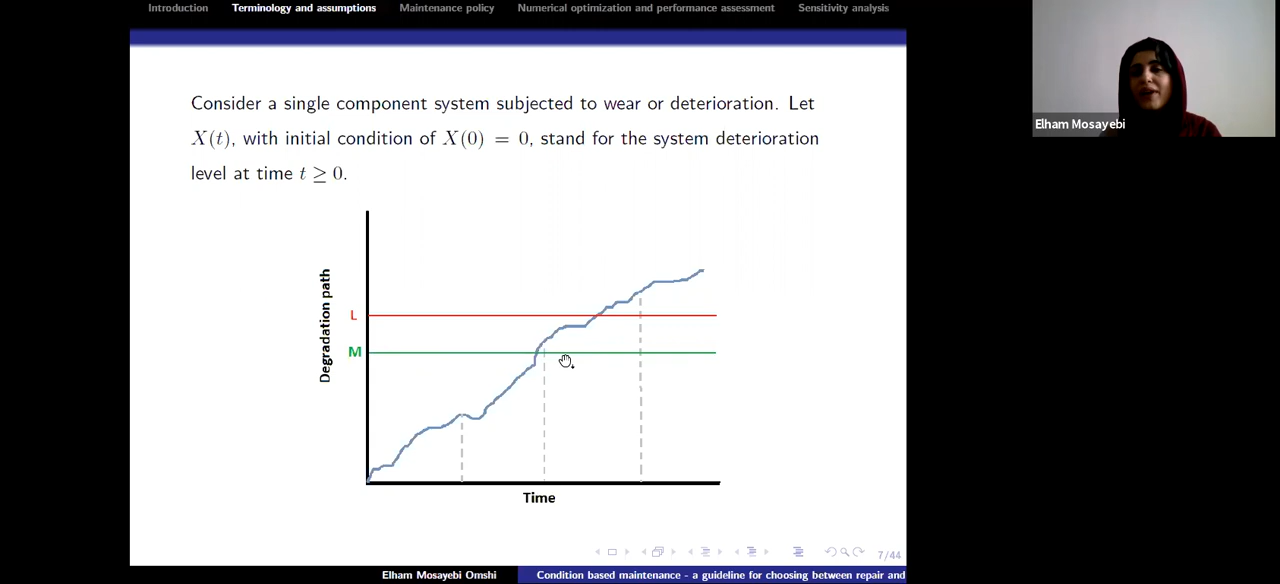 Introduction Terminology and assumptions Maintenance policy Numerical optimization and performance assessment Sensitivity analysis
Elham Mosayebi
Consider a single component system subjected to wear or deterioration. Let
X(t), with initial condition of X(0) = 0, stand for the system deterioration
level at time t ≥ 0.
Degradation path
L
M
Time
7/44
Elham Mosayebi Omshi Condition based maintenance - a guideline for choosing between repair and